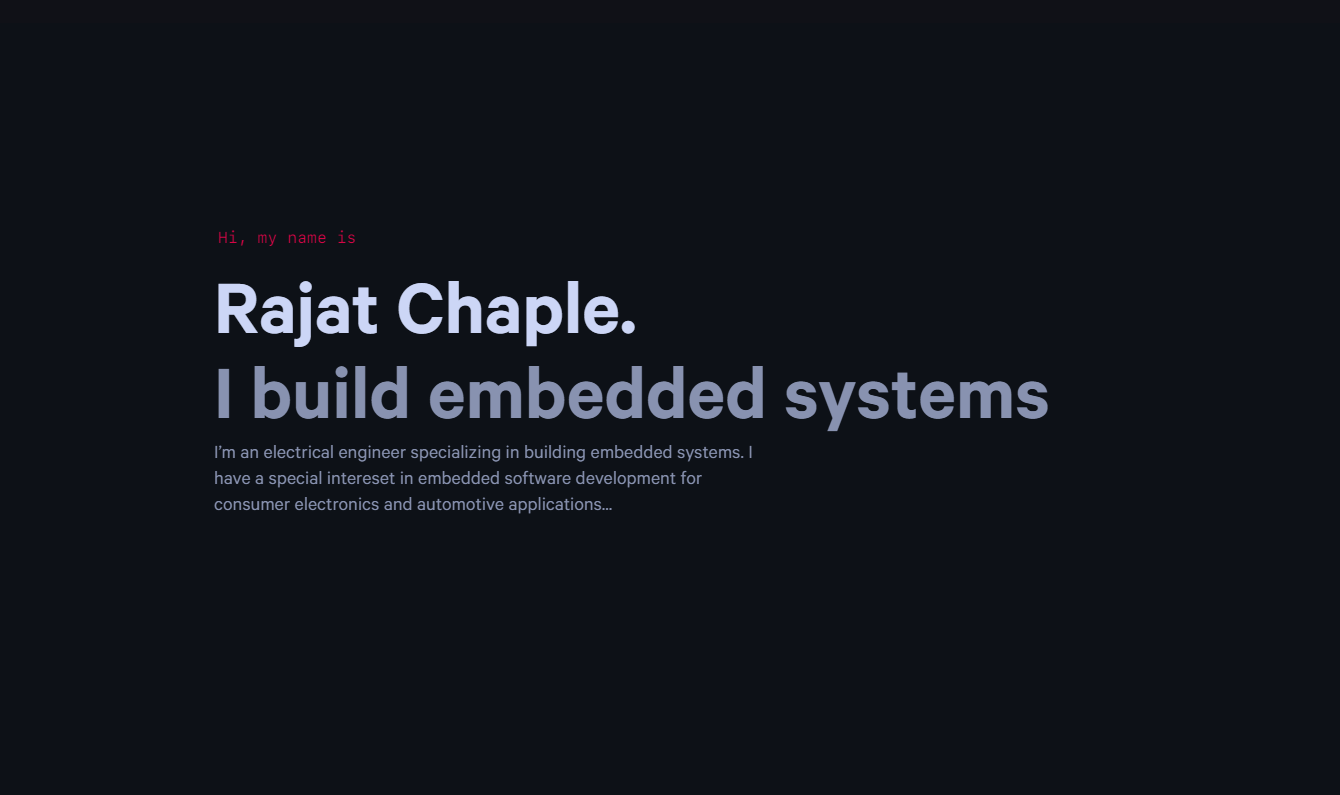 Hi, my name is
Rajat Chaple.
I build embedded systems
I’m an electrical engineer specializing in building embedded systems. I
have a special intereset in embedded software development for
consumer electronics and automotive applications...